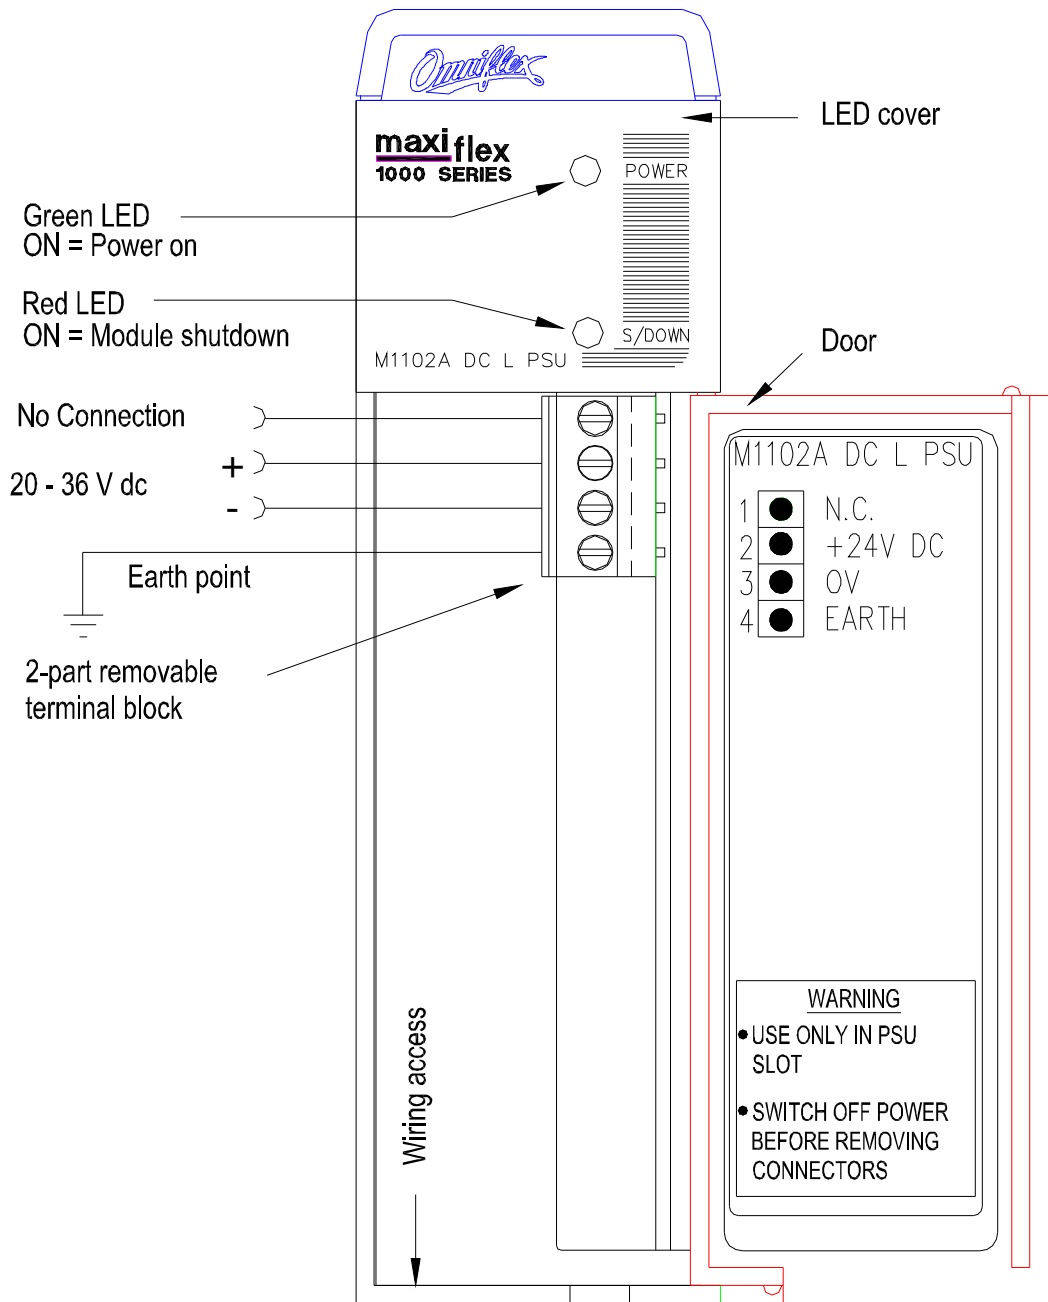 Omniflex
LED cover
maxiflex
1000 SERIES
POWER
Green LED
ON = Power on
Red LED
ON = Module shutdown
S/DOWN
M1102A DC L PSU
Door
No Connection
+
20 - 36 V dc
-
Earth point
2-part removable
terminal block
M1102A DC L PSU
1 N.C.
2 +24V DC
3 0V
4 EARTH
Wiring access
WARNING
• USE ONLY IN PSU
SLOT
• SWITCH OFF POWER
BEFORE REMOVING
CONNECTORS